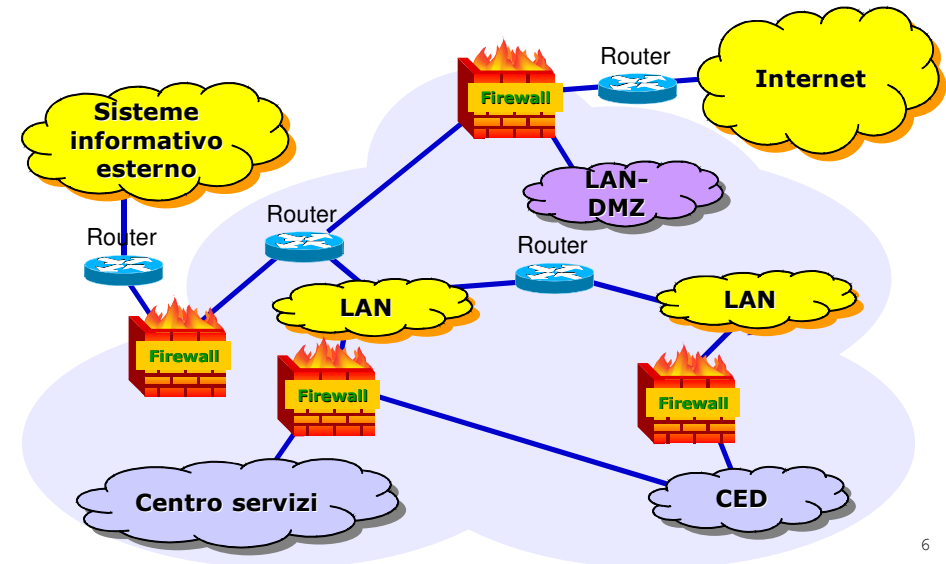 Router
Internet
Firewall
Sisteme
informativo
esterno
LAN-
DMZ
Router
Router
Router
LAN
LAN
Firewall
Firewall
Firewall
Centro servizi
CED
6